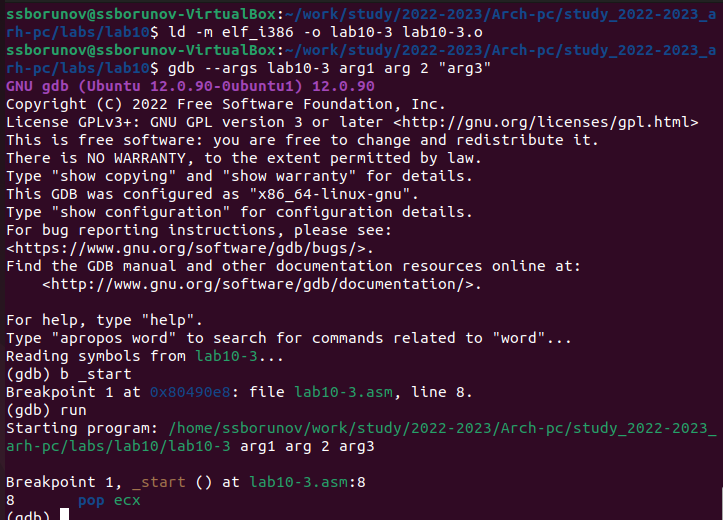 ssborunov@ssborunov-VirtualBox:~/work/study/2022-2023/Arch-pc/study_2022-2023_a
rh-pc/labs/lab10$ ld -m elf_i386 -o lab10-3 lab10-3.o
ssborunov@ssborunov-VirtualBox:~/work/study/2022-2023/Arch-pc/study_2022-2023_a
rh-pc/labs/lab10$ gdb --args lab10-3 arg1 arg 2 "arg3"
GNU gdb (Ubuntu 12.0.90-0ubuntu1) 12.0.90
Copyright (C) 2022 Free Software Foundation, Inc.
License GPLv3+: GNU GPL version 3 or later <http://gnu.org/licenses/gpl.html>
This is free software: you are free to change and redistribute it.
There is NO WARRANTY, to the extent permitted by law.
Type "show copying" and "show warranty" for details.
This GDB was configured as "x86_64-linux-gnu".
Type "show configuration" for configuration details.
For bug reporting instructions, please see:
<https://www.gnu.org/software/gdb/bugs/>.
Find the GDB manual and other documentation resources online at:
    <http://www.gnu.org/software/gdb/documentation/>.

For help, type "help".
Type "apropos word" to search for commands related to "word"...
Reading symbols from lab10-3...
(gdb) b _start
Breakpoint 1 at 0x80490e8: file lab10-3.asm, line 8.
(gdb) run
Starting program: /home/ssborunov/work/study/2022-2023/Arch-pc/study_2022-2023_
arh-pc/labs/lab10/lab10-3 arg1 arg 2 arg3

Breakpoint 1, _start () at lab10-3.asm:8
8       pop ecx
(gdb)